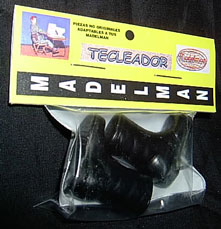 PIEZAS NO ORIGINALES
ADAPTABLES A TUS
MADELMAN
TECLEADOR
MADELMAN